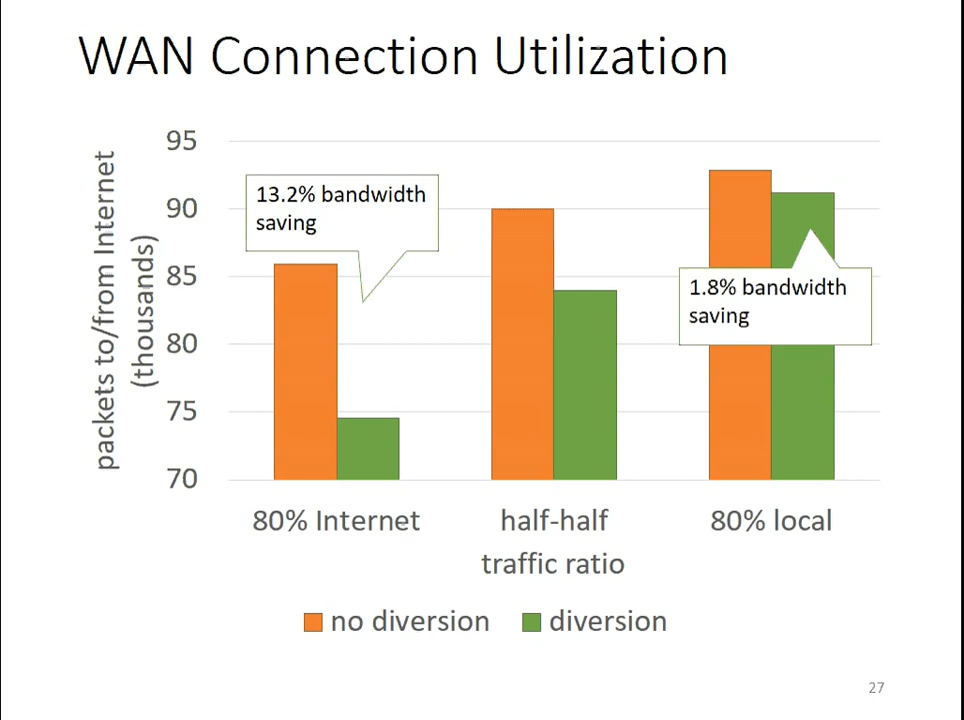 WAN Connection Utilization
packets to/from Internet
(thousands)
95
90
85
80
75
70
13.2% bandwidth
saving
1.8% bandwidth
saving
80% Internet
half-half
80% local
traffic ratio
no diversion
diversion
27